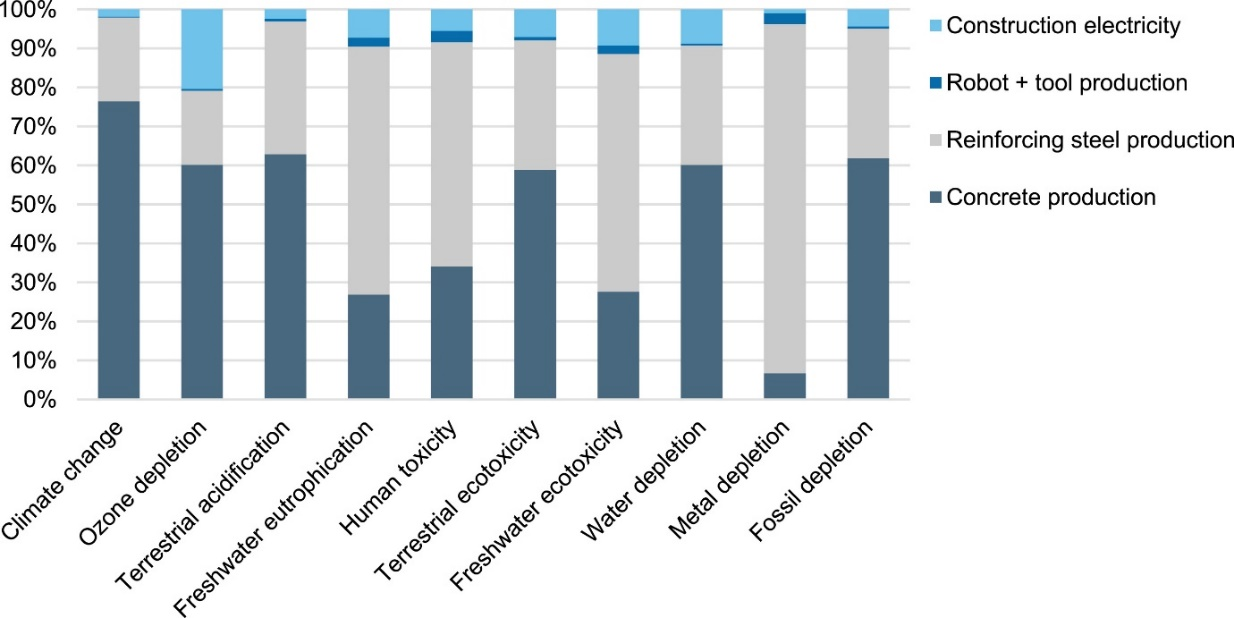 100%
90%
80%
70%
60%
50%
40%
30%
20%
10%
0%
Climate change
Ozone depletion
Terrestrial acidification
Freshwater eutrophication
Human toxicity
Terrestrial ecotoxicity
Freshwater ecotoxicity
Water depletion
Metal depletion
Fossil depletion
Construction electricity
Robot + tool production
Reinforcing steel production
Concrete production